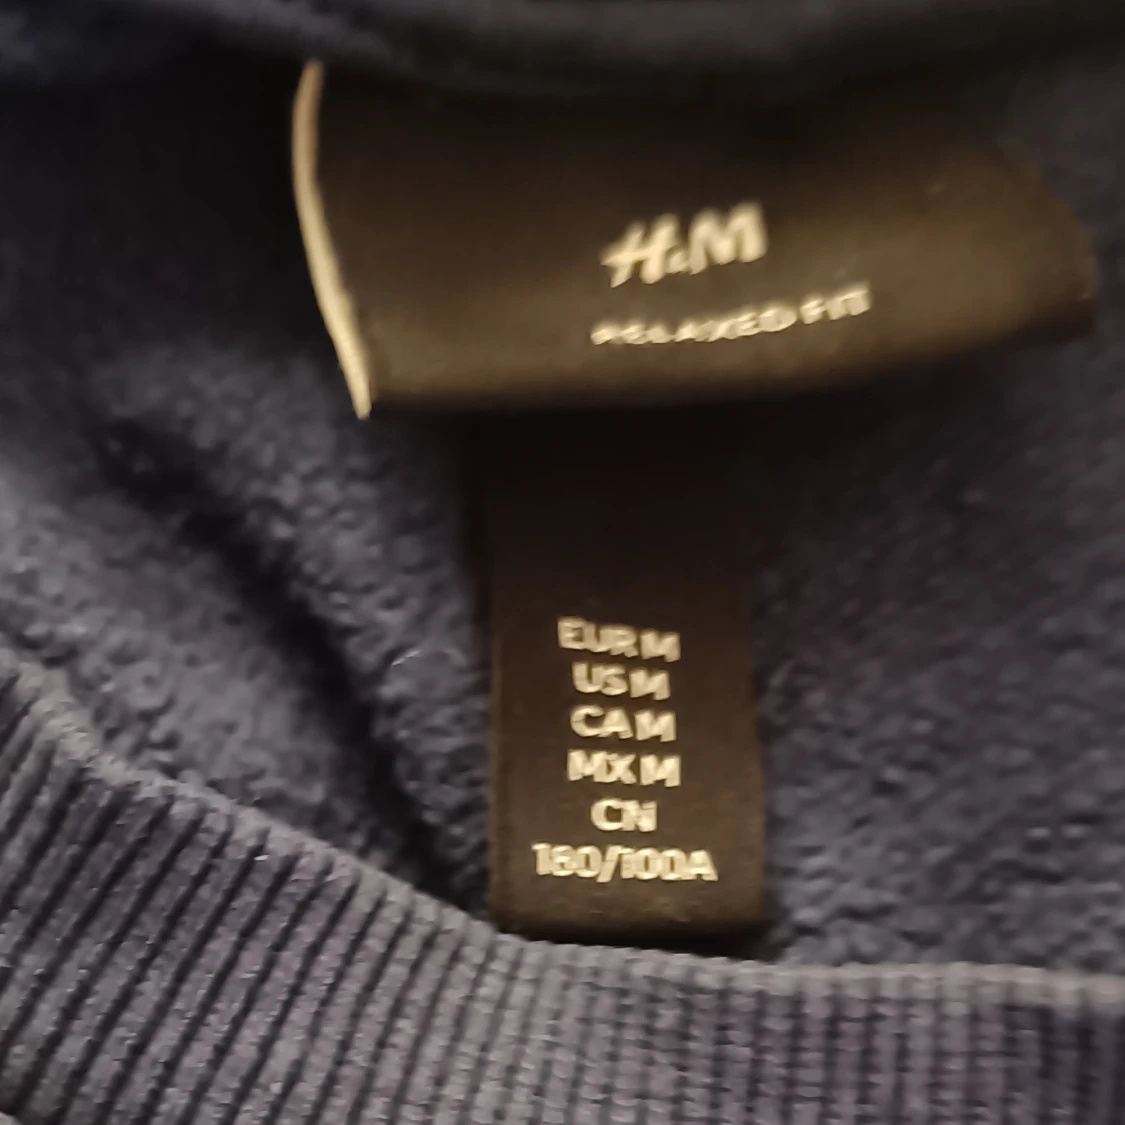 H&M
RELAXED FIT
EUR M
US M
CA M
MX M
CN
180/100A